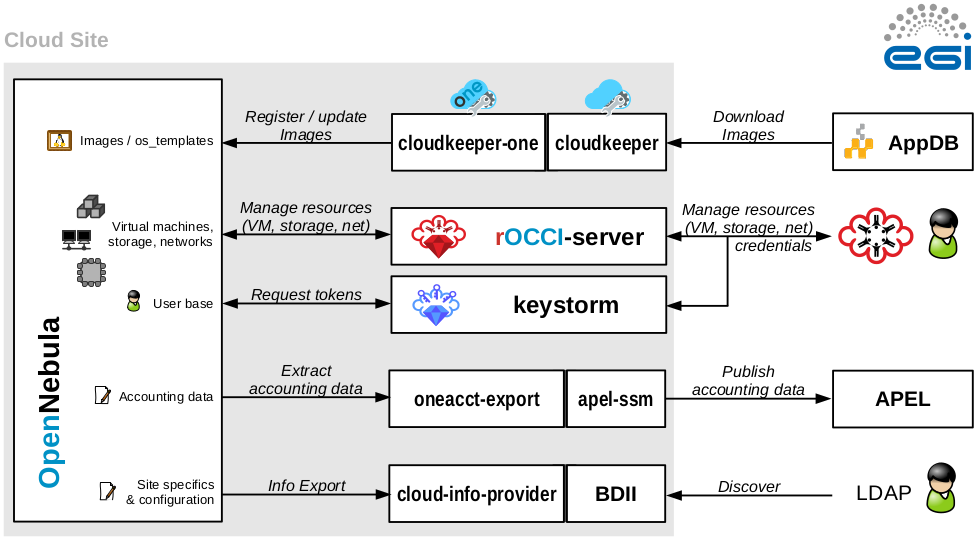 Cloud Site
egi
one
Register / update
Images
cloudkeeper-one
cloudkeeper
Download
Images
AppDB
Images / os_templates
Virtual machines,
storage, networks
Manage resources
(VM, storage, net)
rOCCI-server
Manage resources
(VM, storage, net)
credentials
User base
Request tokens
keystorm
OpenNebula
Accounting data
Extract
accounting data
oneacct-export
apel-ssm
Publish
accounting data
APEL
Site specifics
& configuration
Info Export
cloud-info-provider
BDII
Discover
LDAP